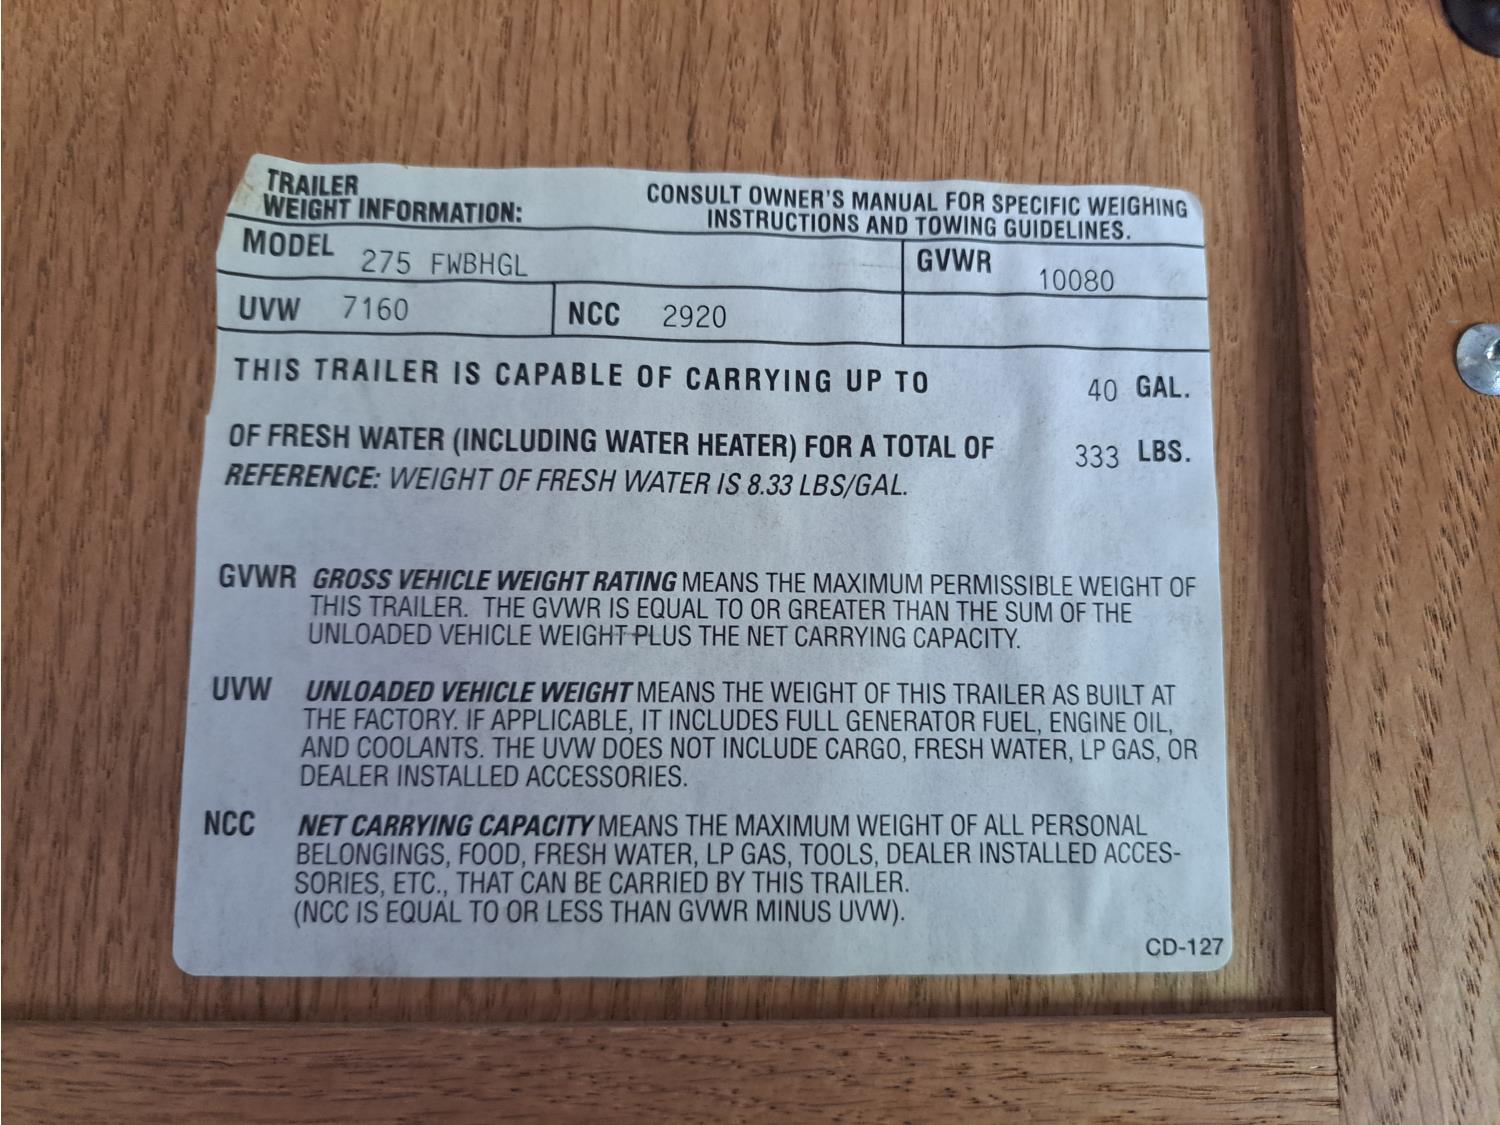 TRAILER
WEIGHT INFORMATION:
CONSULT OWNER'S MANUAL FOR SPECIFIC WEIGHING
INSTRUCTIONS AND TOWING GUIDELINES.
MODEL 275 FWBHGL GVWR 10080
UVW 7160 NCC 2920
THIS TRAILER IS CAPABLE OF CARRYING UP TO 40 GAL.
OF FRESH WATER (INCLUDING WATER HEATER) FOR A TOTAL OF 333 LBS.
REFERENCE: WEIGHT OF FRESH WATER IS 8.33 LBS/GAL.
GVWR GROSS VEHICLE WEIGHT RATING MEANS THE MAXIMUM PERMISSIBLE WEIGHT OF
THIS TRAILER. THE GVWR IS EQUAL TO OR GREATER THAN THE SUM OF THE
UNLOADED VEHICLE WEIGHT PLUS THE NET CARRYING CAPACITY.
UVW UNLOADED VEHICLE WEIGHT MEANS THE WEIGHT OF THIS TRAILER AS BUILT AT
THE FACTORY. IF APPLICABLE, IT INCLUDES FULL GENERATOR FUEL, ENGINE OIL,
AND COOLANTS. THE UVW DOES NOT INCLUDE CARGO, FRESH WATER, LP GAS, OR
DEALER INSTALLED ACCESSORIES.
NCC NET CARRYING CAPACITY MEANS THE MAXIMUM WEIGHT OF ALL PERSONAL
BELONGINGS, FOOD, FRESH WATER, LP GAS, TOOLS, DEALER INSTALLED ACCES-
SORIES, ETC., THAT CAN BE CARRIED BY THIS TRAILER.
(NCC IS EQUAL TO OR LESS THAN GVWR MINUS UVW).
CD-127